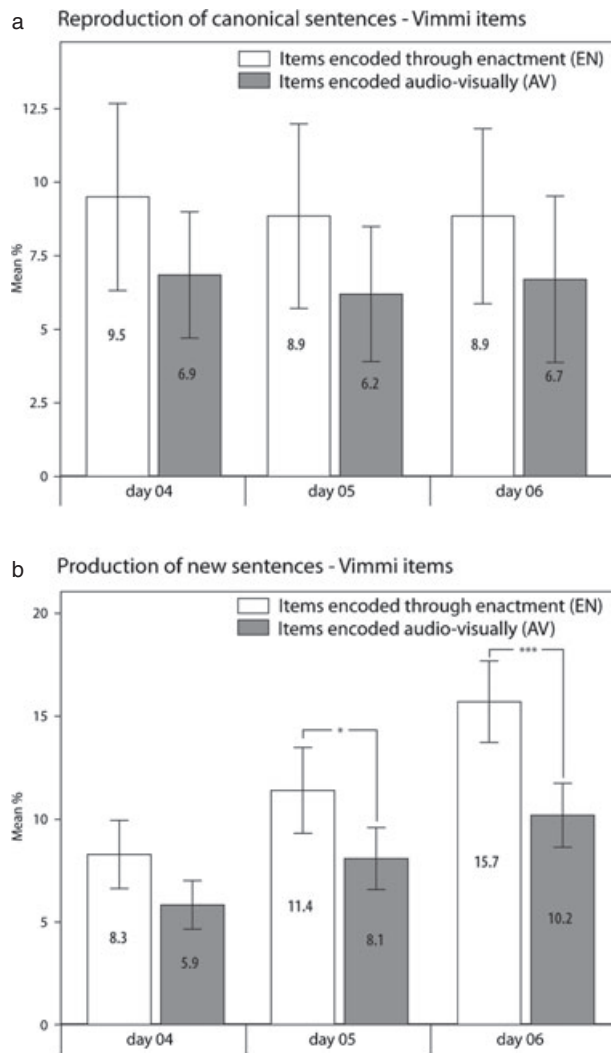 a Reproduction of canonical sentences - Vimmi items
Items encoded through enactment (EN)
Items encoded audio-visually (AV)
12.5
10
7.5
5
2.5
0
Mean %
9.5
6.9
8.9
6.2
8.9
6.7
day 04
day 05
day 06
b Production of new sentences - Vimmi items
Items encoded through enactment (EN)
Items encoded audio-visually (AV)
20
15
10
5
0
Mean %
***
*
8.3
5.9
11.4
8.1
15.7
10.2
day 04
day 05
day 06